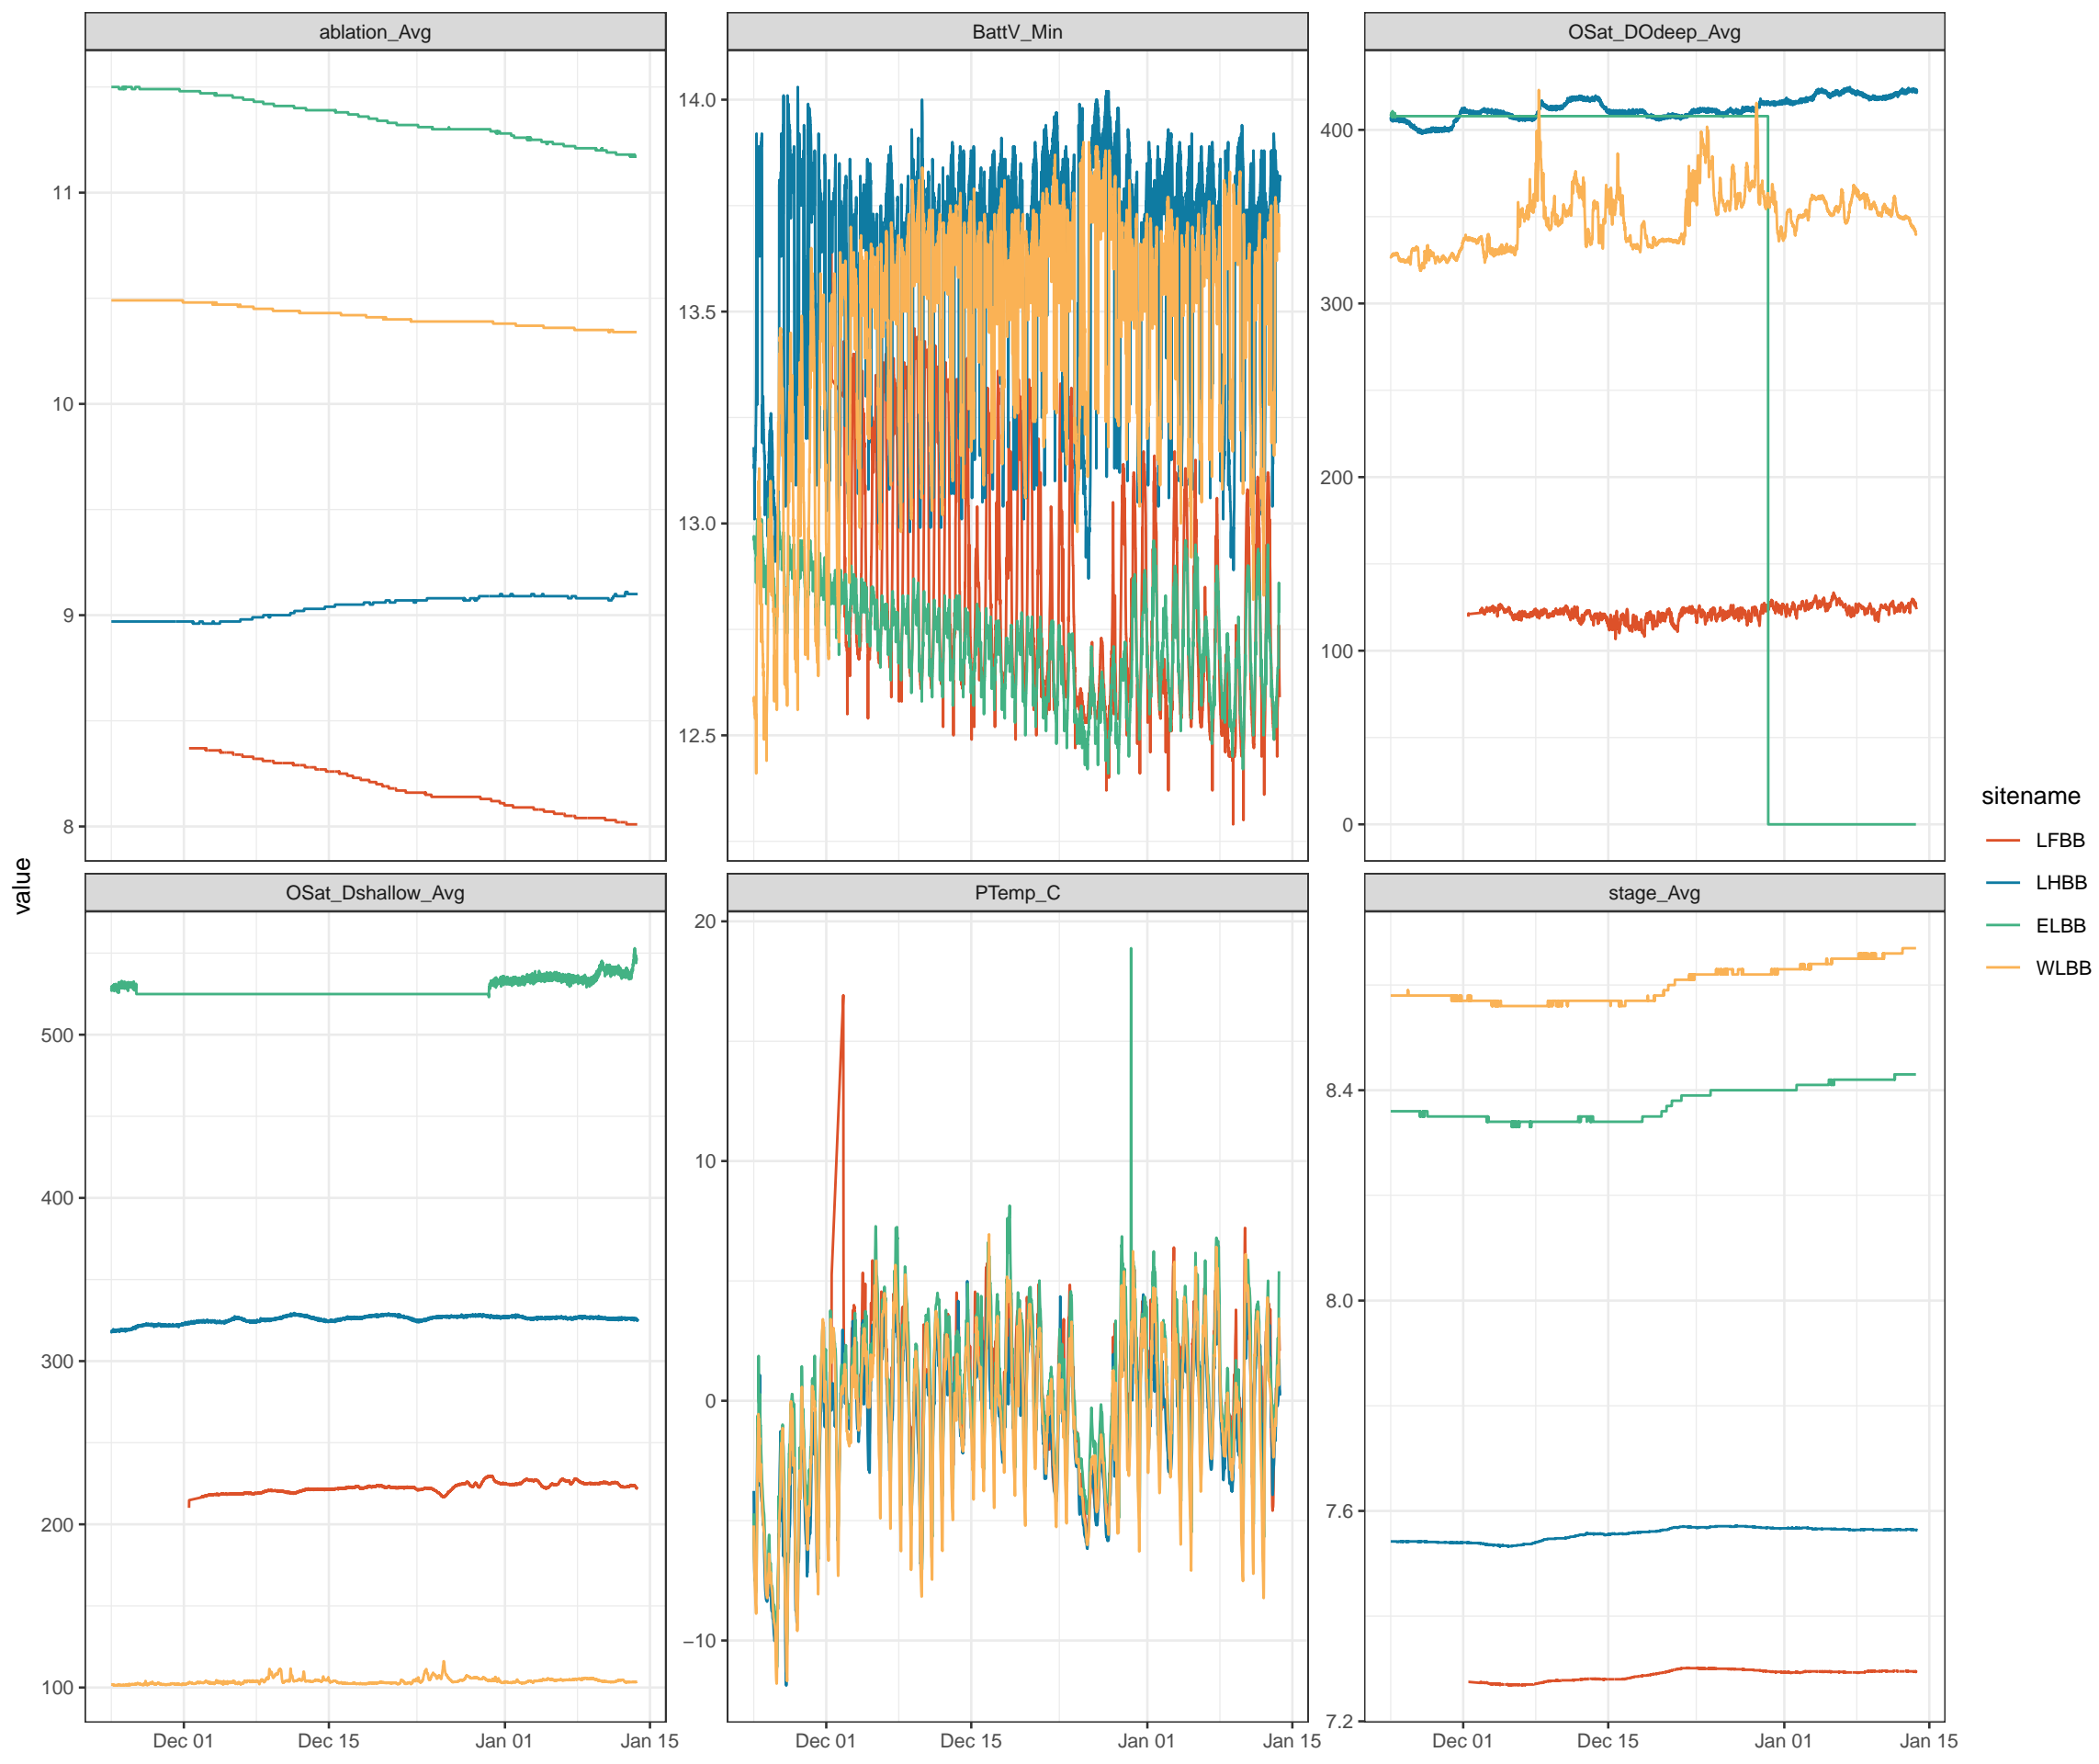 ablation_Avg
BattV_Min
OSat_DOdeep_Avg
11
10
9
8
14.0
13.5
13.0
12.5
400
300
200
100
0
value
OSat_Dshallow_Avg
PTemp_C
stage_Avg
500
400
300
200
100
20
10
0
−10
8.4
8.0
7.6
7.2
Dec 01 Dec 15 Jan 01 Jan 15
Dec 01 Dec 15 Jan 01 Jan 15
Dec 01 Dec 15 Jan 01 Jan 15
sitename
LFBB
LHBB
ELBB
WLBB